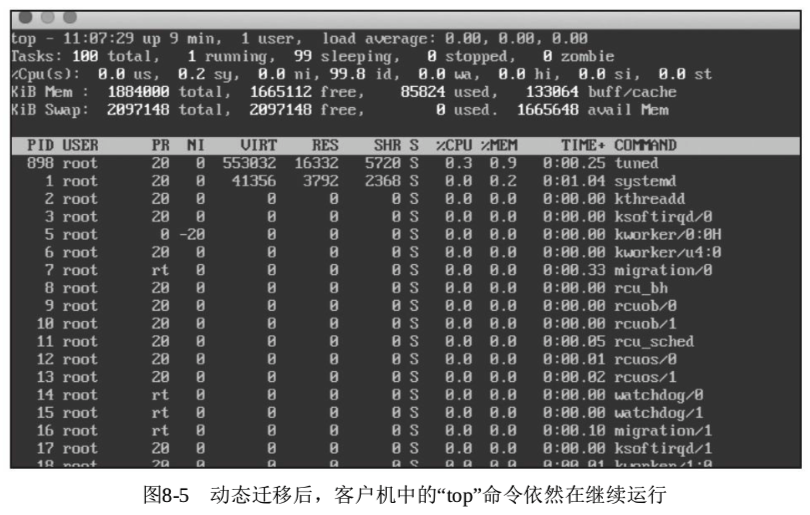 top - 11:07:29 up 9 min,  1 user,  load average: 0.00, 0.00, 0.00
Tasks: 100 total,   1 running,  99 sleeping,   0 stopped,   0 zombie
%Cpu(s):  0.0 us,  0.2 sy,  0.0 ni, 99.8 id,  0.0 wa,  0.0 hi,  0.0 si,  0.0 st
KiB Mem :  1884000 total,  1665112 free,    85824 used,   133064 buff/cache
KiB Swap:  2097148 total,  2097148 free,        0 used.  1665648 avail Mem
PID USER      PR  NI    VIRT    RES    SHR S  %CPU %MEM     TIME+ COMMAND
898 root      20   0  553032  16332   5720 S   0.3  0.9   0:00.25 tuned
1 root      20   0   41356   3792   2368 S   0.0  0.2   0:01.04 systemd
2 root      20   0       0      0      0 S   0.0  0.0   0:00.00 kthreadd
3 root      20   0       0      0      0 S   0.0  0.0   0:00.00 ksoftirqd/0
5 root       0 -20       0      0      0 S   0.0  0.0   0:00.00 kworker/0:0H
6 root      20   0       0      0      0 S   0.0  0.0   0:00.00 kworker/u4:0
7 root      rt   0       0      0      0 S   0.0  0.0   0:00.33 migration/0
8 root      20   0       0      0      0 S   0.0  0.0   0:00.00 rcu_bh
9 root      20   0       0      0      0 S   0.0  0.0   0:00.00 rcuob/0
10 root      20   0       0      0      0 S   0.0  0.0   0:00.00 rcuob/1
11 root      20   0       0      0      0 S   0.0  0.0   0:00.05 rcu_sched
12 root      20   0       0      0      0 S   0.0  0.0   0:00.01 rcuos/0
13 root      20   0       0      0      0 S   0.0  0.0   0:00.02 rcuos/1
14 root      rt   0       0      0      0 S   0.0  0.0   0:00.00 watchdog/0
15 root      rt   0       0      0      0 S   0.0  0.0   0:00.00 watchdog/1
16 root      rt   0       0      0      0 S   0.0  0.0   0:00.10 migration/1
17 root      20   0       0      0      0 S   0.0  0.0   0:00.00 ksoftirqd/1
18 root      20   0       0      0      0 S   0.0  0.0   0:00.01 kworker/1:0
图8-5 动态迁移后，客户机中的“top”命令依然在继续运行